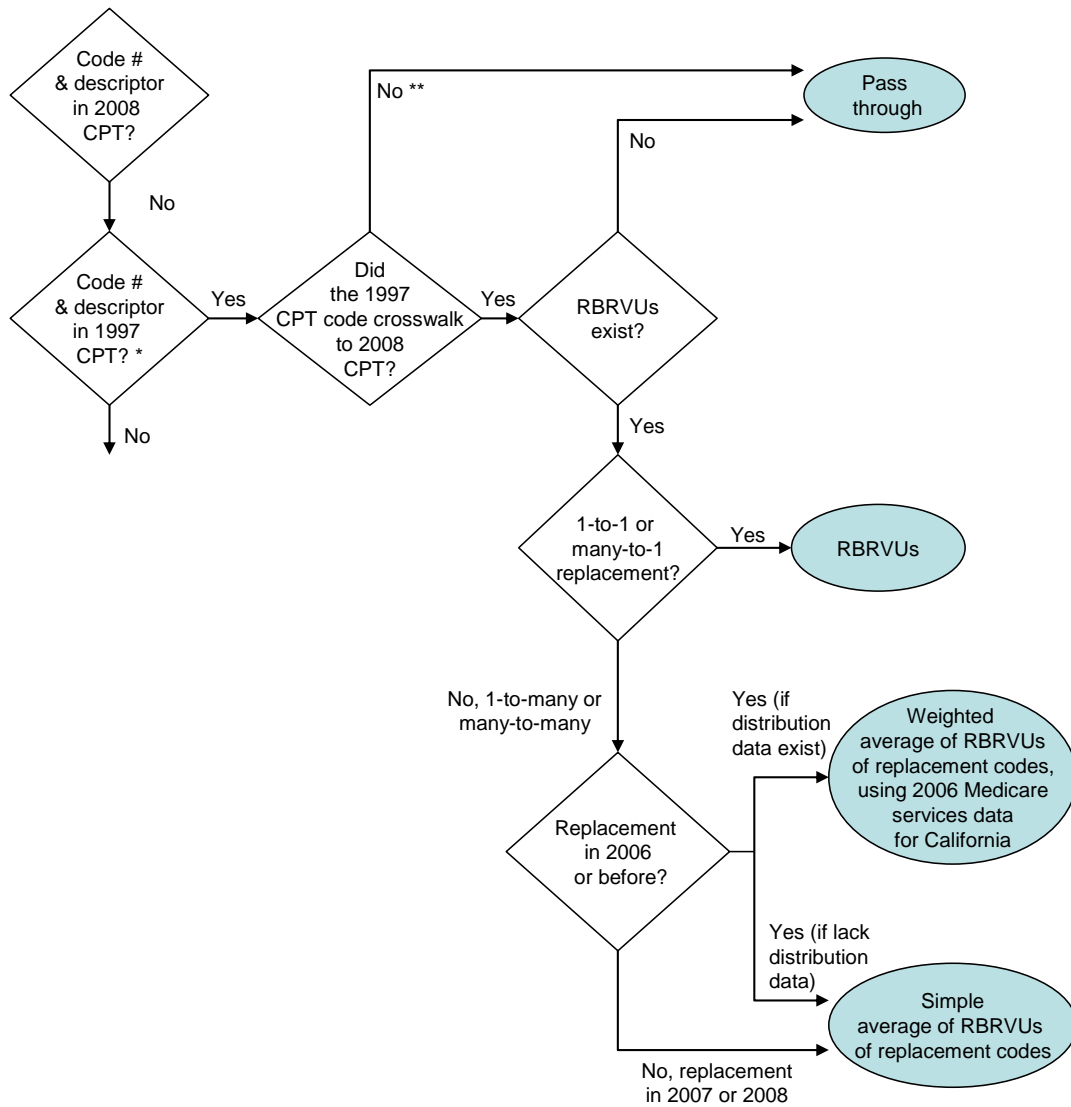 Code #
& descriptor
in 2008
CPT?
No **
Pass
through
No
No
Code #
& descriptor
in 1997
CPT? *
Yes
Did
the 1997
CPT code crosswalk
to 2008
CPT?
Yes
RBRVUs
exist?
No
Yes
1-to-1 or
many-to-1
replacement?
Yes
RBRVUs
No, 1-to-many or
many-to-many
Yes (if
distribution
data exist)
Weighted
average of RBRVUs
of replacement codes,
using 2006 Medicare
services data
for California
Replacement
in 2006
or before?
Yes (if lack
distribution
data)
Simple
average of RBRVUs
of replacement codes
No, replacement
in 2007 or 2008